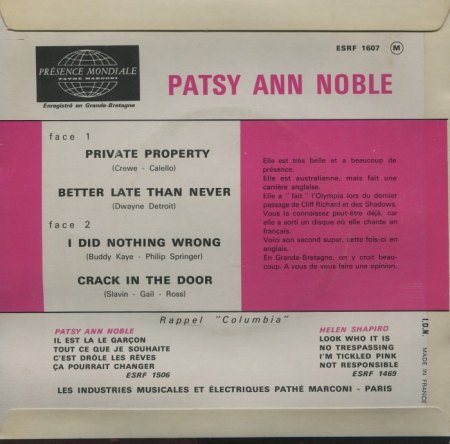 ESRF 1607 M
PRÉSENCE MONDIALE
PATHÉ MARCONI
Enregistré en Grande-Bretagne
PATSY ANN NOBLE
face 1
PRIVATE PROPERTY
(Crewe - Calello)
BETTER LATE THAN NEVER
(Dwayne Detroit)
face 2
I DID NOTHING WRONG
(Buddy Kaye - Philip Springer)
CRACK IN THE DOOR
(Slavin - Gail - Ross)
Elle est très belle et a beaucoup de
présence.
Elle est australienne, mais fait une
carrière anglaise.
Elle a " fait " l'Olympia lors du dernier
passage de Cliff Richard et des Shadows.
Vous la connaissez peut-être déjà, car
elle a sorti un disque où elle chante en
français.
Voici son second super, cette fois-ci en
anglais.
En Grande-Bretagne, on y croit beau-
coup. A vous de vous faire une opinion.
Rappel "Columbia"
PATSY ANN NOBLE
IL EST LA LE GARÇON
TOUT CE QUE JE SOUHAITE
C'EST DRÔLE LES RÊVES
ÇA POURRAIT CHANGER
ESRF 1506
HELEN SHAPIRO
LOOK WHO IT IS
NO TRESPASSING
I'M TICKLED PINK
NOT RESPONSIBLE
ESRF 1469
LES INDUSTRIES MUSICALES ET ÉLECTRIQUES PATHÉ MARCONI - PARIS
I.D.N.
MADE IN FRANCE